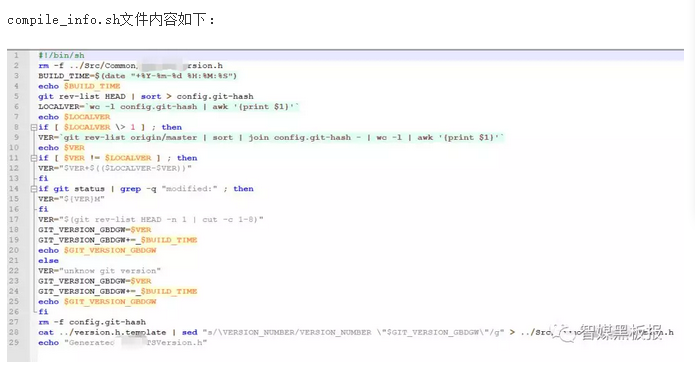 compile_info.sh文件内容如下：
1 #!/bin/sh
2 rm -f ../Src/Common rsion.h
3 BUILD_TIME=$(date "+%Y-%m-%d %H:%M:%S")
4 echo $BUILD_TIME
5 git rev-list HEAD | sort > config.git-hash
6 LOCALVER=`wc -l config.git-hash | awk '{print $1}'`
7 echo $LOCALVER
8 if [ $LOCALVER \> 1 ] ; then
9 VER=`git rev-list origin/master | sort | join config.git-hash - | wc -l | awk '{print $1}'`
10 echo $VER
11 if [ $VER != $LOCALVER ] ; then
12 VER="$VER+$(($LOCALVER-$VER))"
13 fi
14 if git status | grep -q "modified:" ; then
15 VER="${VER}M"
16 fi
17 VER="$(git rev-list HEAD -n 1 | cut -c 1-8)"
18 GIT_VERSION_GBDGW=$VER
19 GIT_VERSION_GBDGW+=_$BUILD_TIME
20 echo $GIT_VERSION_GBDGW
21 else
22 VER="unknow git version"
23 GIT_VERSION_GBDGW=$VER
24 GIT_VERSION_GBDGW+=_$BUILD_TIME
25 echo $GIT_VERSION_GBDGW
26 fi
27 rm -f config.git-hash
28 cat ../version.h.template | sed "s/\VERSION_NUMBER/VERSION_NUMBER \"$GIT_VERSION_GBDGW\"/g" > ../Src/ version.h
29 echo "Generated TSVersion.h"
智媒黑板报